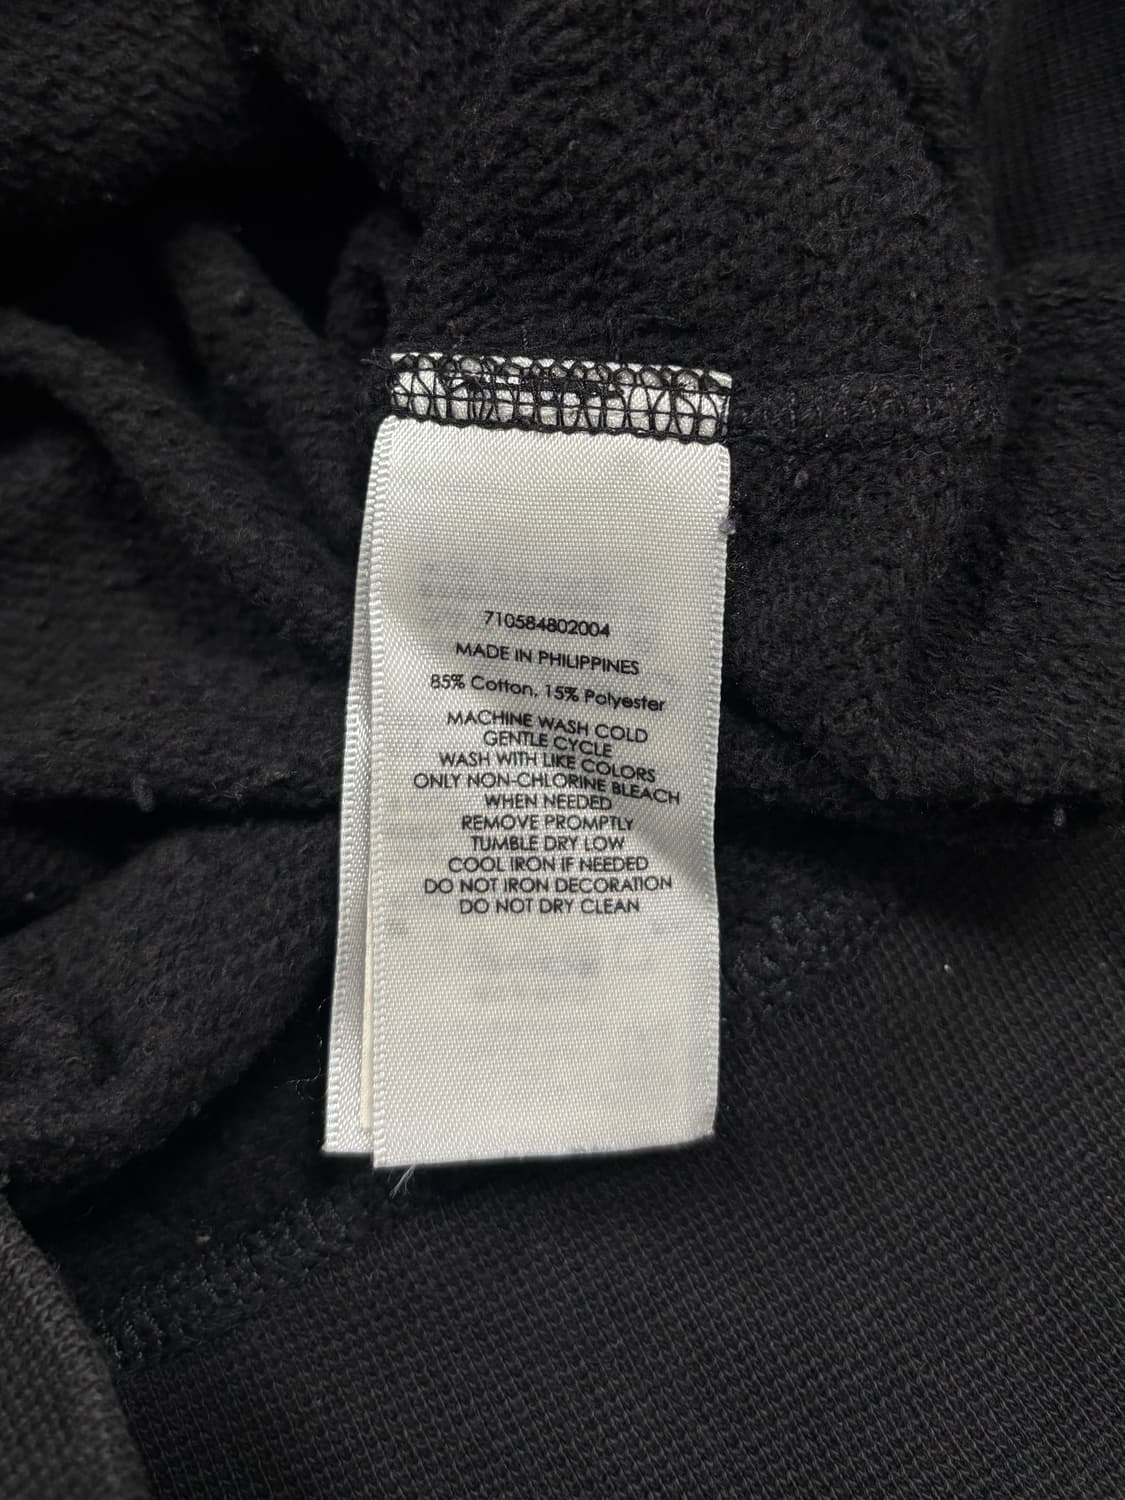 710584802004
MADE IN PHILIPPINES
85% Cotton, 15% Polyester
MACHINE WASH COLD
GENTLE CYCLE
WASH WITH LIKE COLORS
ONLY NON-CHLORINE BLEACH
WHEN NEEDED
REMOVE PROMPTLY
TUMBLE DRY LOW
COOL IRON IF NEEDED
DO NOT IRON DECORATION
DO NOT DRY CLEAN